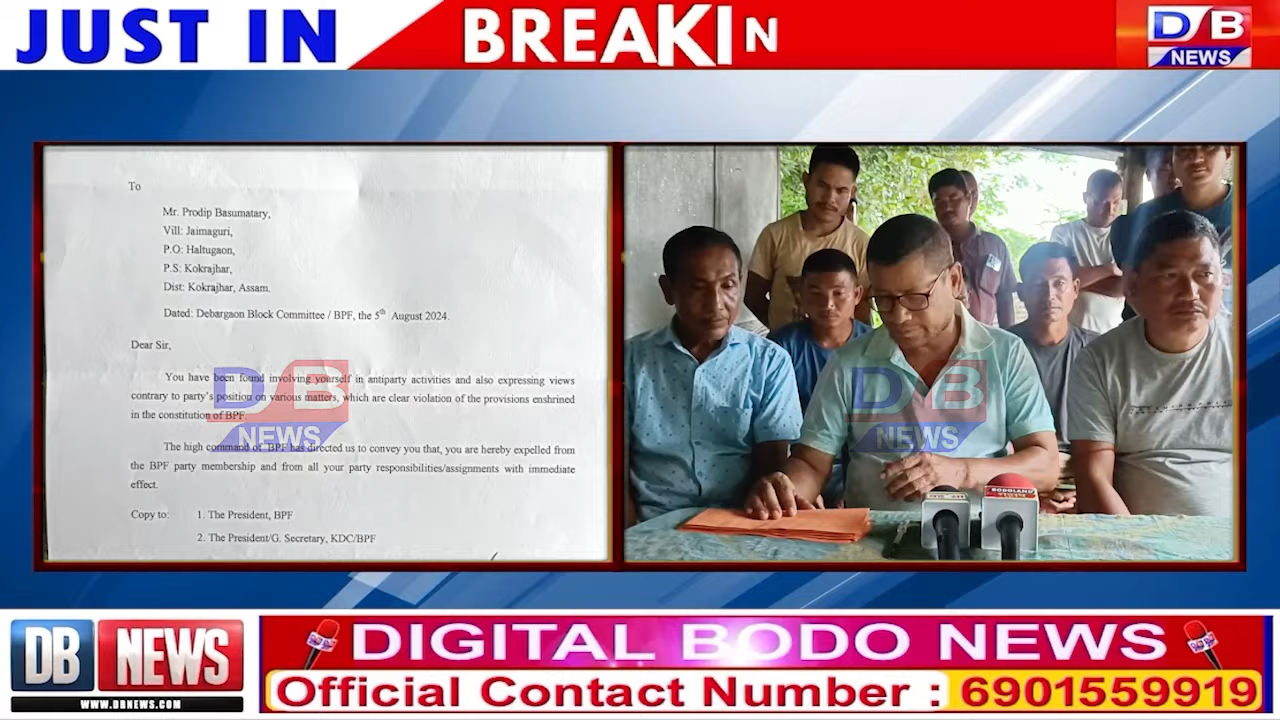 JUST IN
BREAKIN
DB
NEWS
To
Mr. Prodip Basumatary,
Vill: Jaimaguri,
P.O: Haltugaon,
P.S: Kokrajhar,
Dist: Kokrajhar, Assam.
Dated: Debargaon Block Committee / BPF, the 5th August 2024.
Dear Sir,
You have been found involving yourself in antiparty activities and also expressing views
contrary to party's position on various matters, which are clear violation of the provisions enshrined
in the constitution of BPF.
The high command of BPF has directed us to convey you that, you are hereby expelled from
the BPF party membership and from all your party responsibilities/assignments with immediate
effect.
Copy to: 1. The President, BPF
2. The President/G. Secretary, KDC/BPF
DB
NEWS
DB
NEWS
BODOLAND
DB NEWS
WWW.DBNEWS.COM
DIGITAL BODO NEWS
Official Contact Number : 6901559919